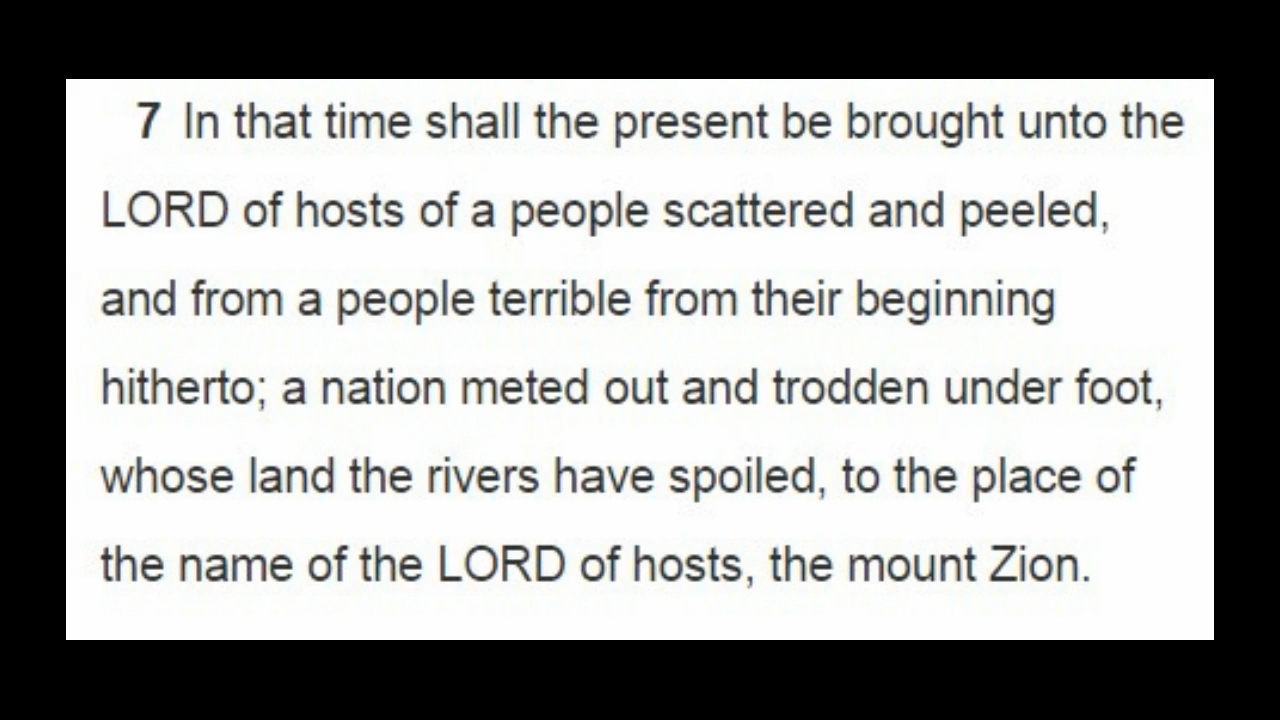 7 In that time shall the present be brought unto the
LORD of hosts of a people scattered and peeled,
and from a people terrible from their beginning
hitherto; a nation meted out and trodden under foot,
whose land the rivers have spoiled, to the place of
the name of the LORD of hosts, the mount Zion.